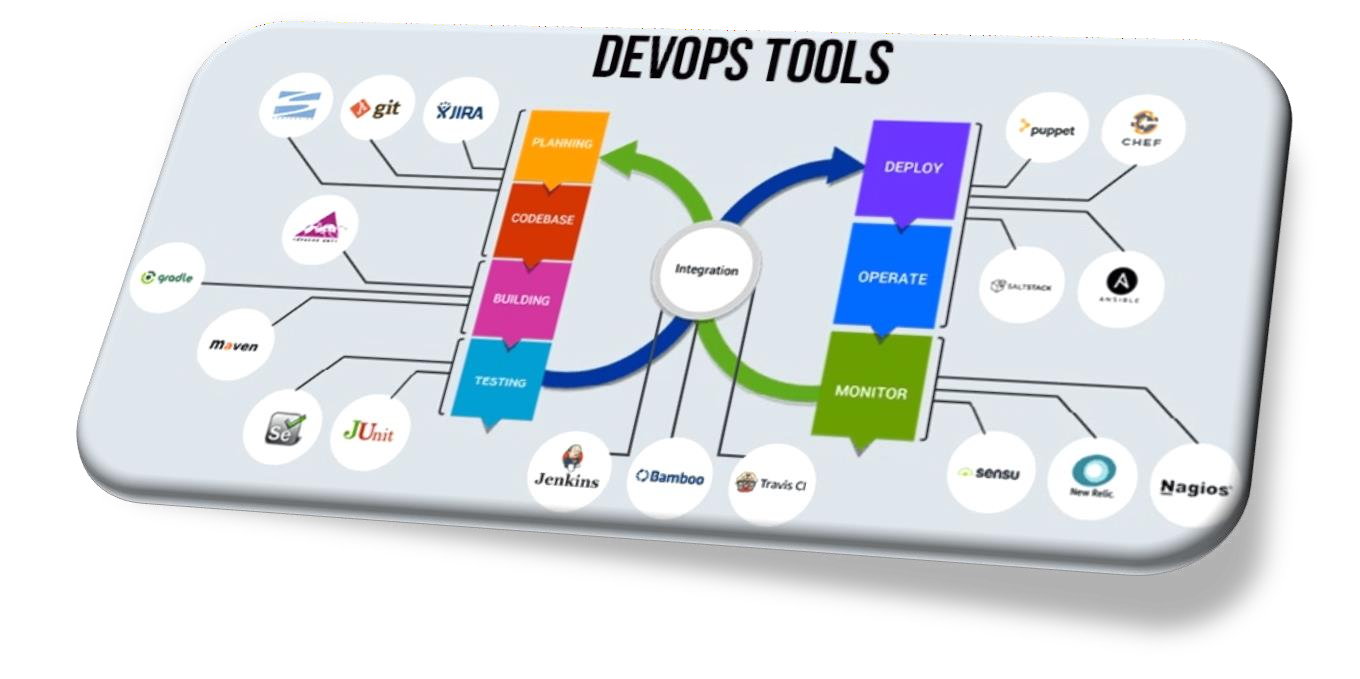 DEVOPS TOOLS
git
JIRA
PLANNING
CODEBASE
BUILDING
TESTING
gradle
maven
Se
JUnit
Integration
Jenkins
Bamboo
Travis CI
DEPLOY
OPERATE
MONITOR
puppet
CHEF
SALTSTACK
A
ANSIBLE
sensu
New Relic.
Nagios®